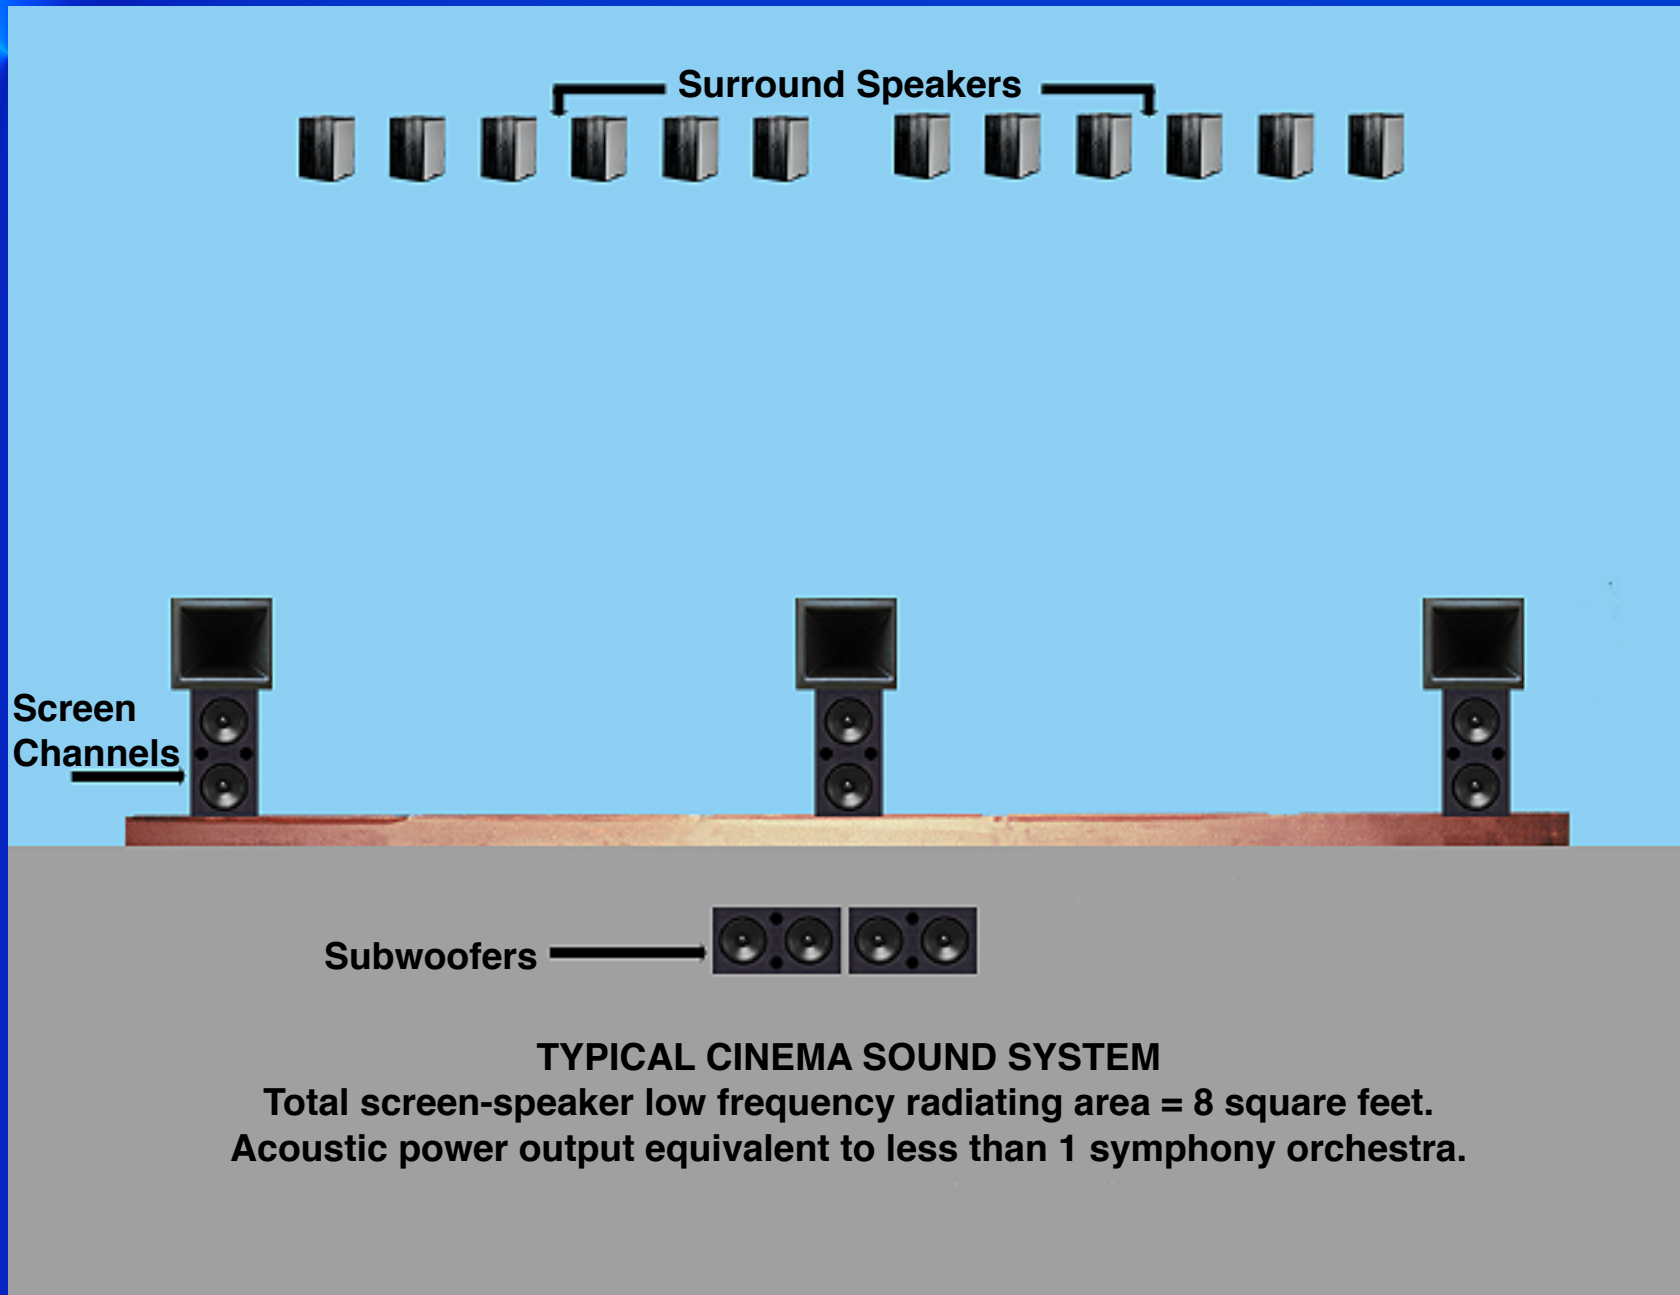 Surround Speakers
Screen
Channels
Subwoofers
TYPICAL CINEMA SOUND SYSTEM
Total screen-speaker low frequency radiating area = 8 square feet.
Acoustic power output equivalent to less than 1 symphony orchestra.